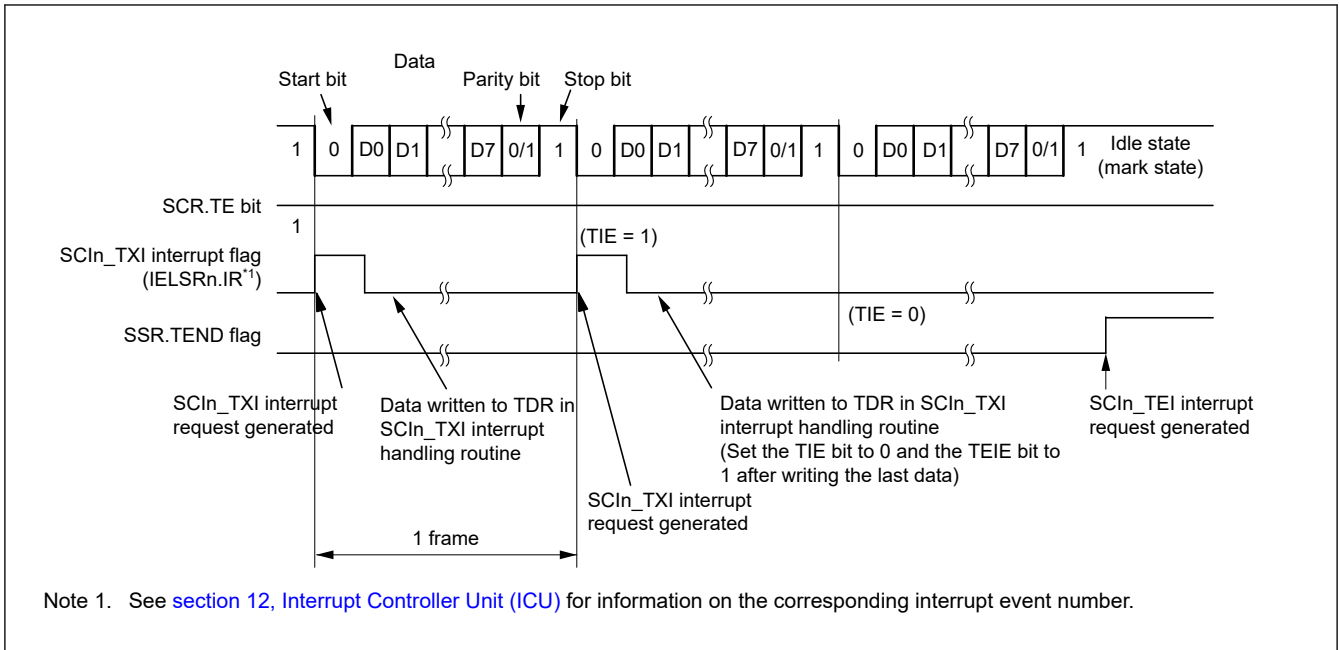 Data
Start bit
Parity bit
Stop bit
1 0 D0 D1 D7 0/1 1 0 D0 D1 D7 0/1 1 0 D0 D1 D7 0/1 1
Idle state
(mark state)
SCR.TE bit
1
(TIE = 1)
SCIn_TXI interrupt flag
(IELSRn.IR*1)
(TIE = 0)
SSR.TEND flag
SCIn_TXI interrupt
request generated
Data written to TDR in
SCIn_TXI interrupt
handling routine
Data written to TDR in SCIn_TXI
interrupt handling routine
(Set the TIE bit to 0 and the TEIE bit to
1 after writing the last data)
SCIn_TEI interrupt
request generated
SCIn_TXI interrupt
request generated
1 frame
Note 1. See section 12, Interrupt Controller Unit (ICU) for information on the corresponding interrupt event number.